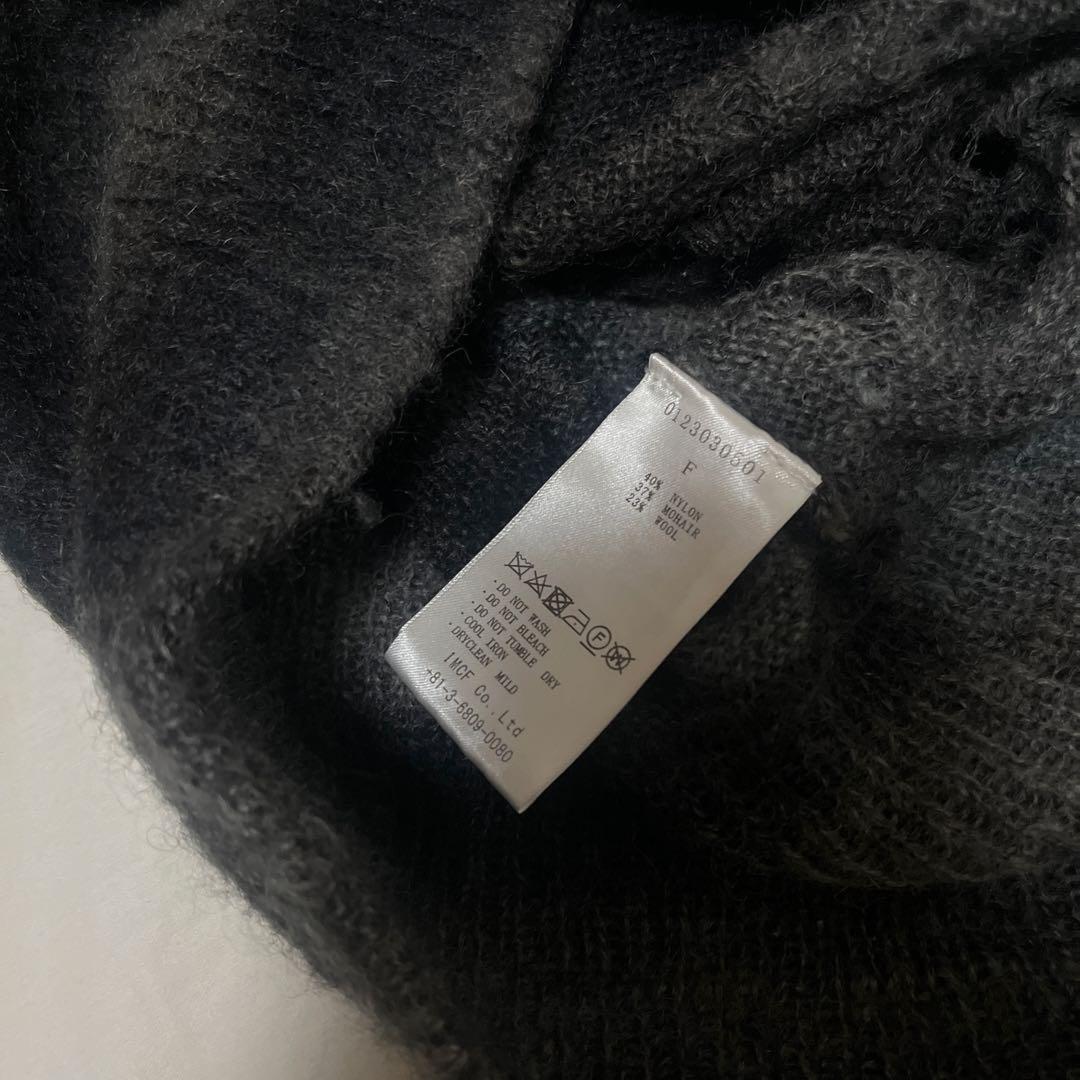 0123030501
F
40% NYLON
37% MOHAIR
23% WOOL
F W
・DO NOT WASH
・DO NOT BLEACH
・DO NOT TUMBLE DRY
・COOL IRON
・DRYCLEAN MILD
IMCF Co.,Ltd
+81-3-6809-0080